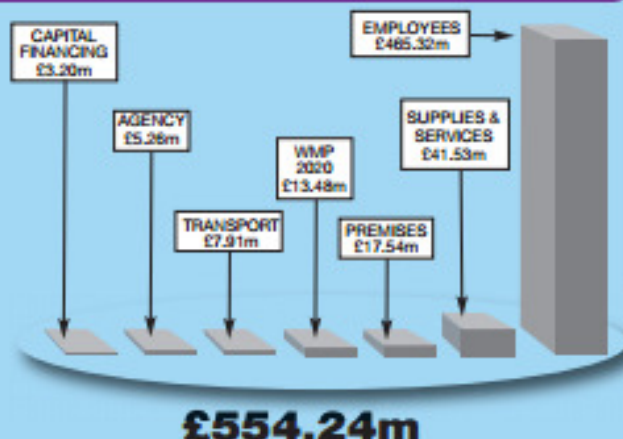 CAPITAL
FINANCING
£3.20m
EMPLOYEES
£465.32m
AGENCY
£5.26m
SUPPLIES &
SERVICES
£41.53m
WMP
2020
£13.48m
TRANSPORT
£7.91m
PREMISES
£17.54m
£554.24m